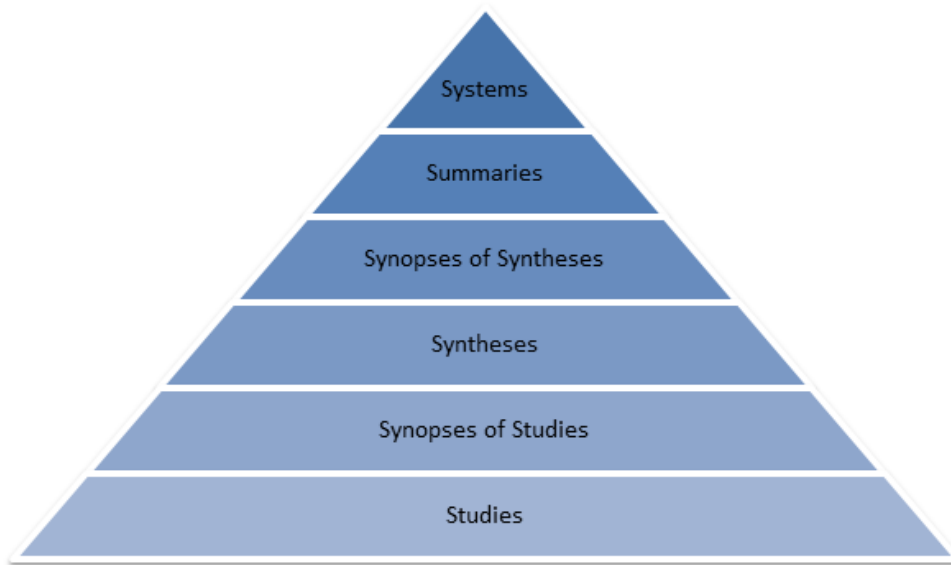 Systems
Summaries
Synopses of Syntheses
Syntheses
Synopses of Studies
Studies